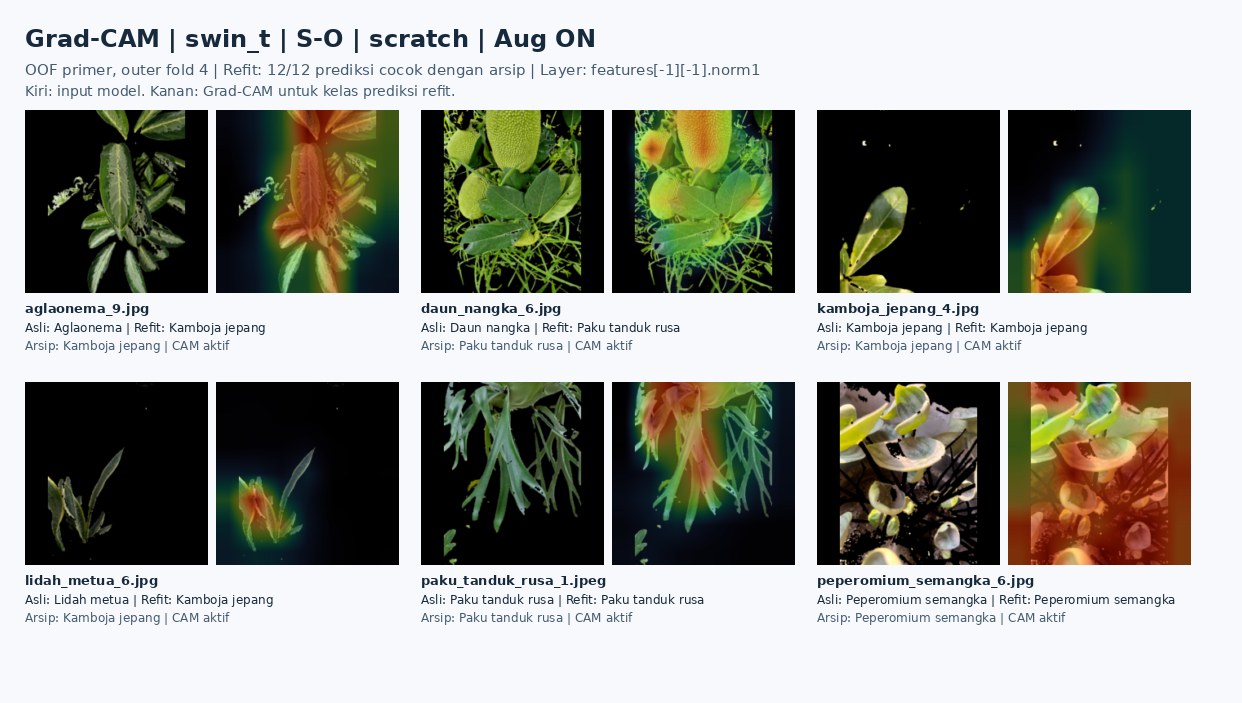 Grad-CAM | swin_t | S-O | scratch | Aug ON
OOF primer, outer fold 4 | Refit: 12/12 prediksi cocok dengan arsip | Layer: features[-1][-1].norm1
Kiri: input model. Kanan: Grad-CAM untuk kelas prediksi refit.
aglaonema_9.jpg
Asli: Aglaonema | Refit: Kamboja jepang
Arsip: Kamboja jepang | CAM aktif
daun_nangka_6.jpg
Asli: Daun nangka | Refit: Paku tanduk rusa
Arsip: Paku tanduk rusa | CAM aktif
kamboja_jepang_4.jpg
Asli: Kamboja jepang | Refit: Kamboja jepang
Arsip: Kamboja jepang | CAM aktif
lidah_metua_6.jpg
Asli: Lidah metua | Refit: Kamboja jepang
Arsip: Kamboja jepang | CAM aktif
paku_tanduk_rusa_1.jpeg
Asli: Paku tanduk rusa | Refit: Paku tanduk rusa
Arsip: Paku tanduk rusa | CAM aktif
peperomium_semangka_6.jpg
Asli: Peperomium semangka | Refit: Peperomium semangka
Arsip: Peperomium semangka | CAM aktif